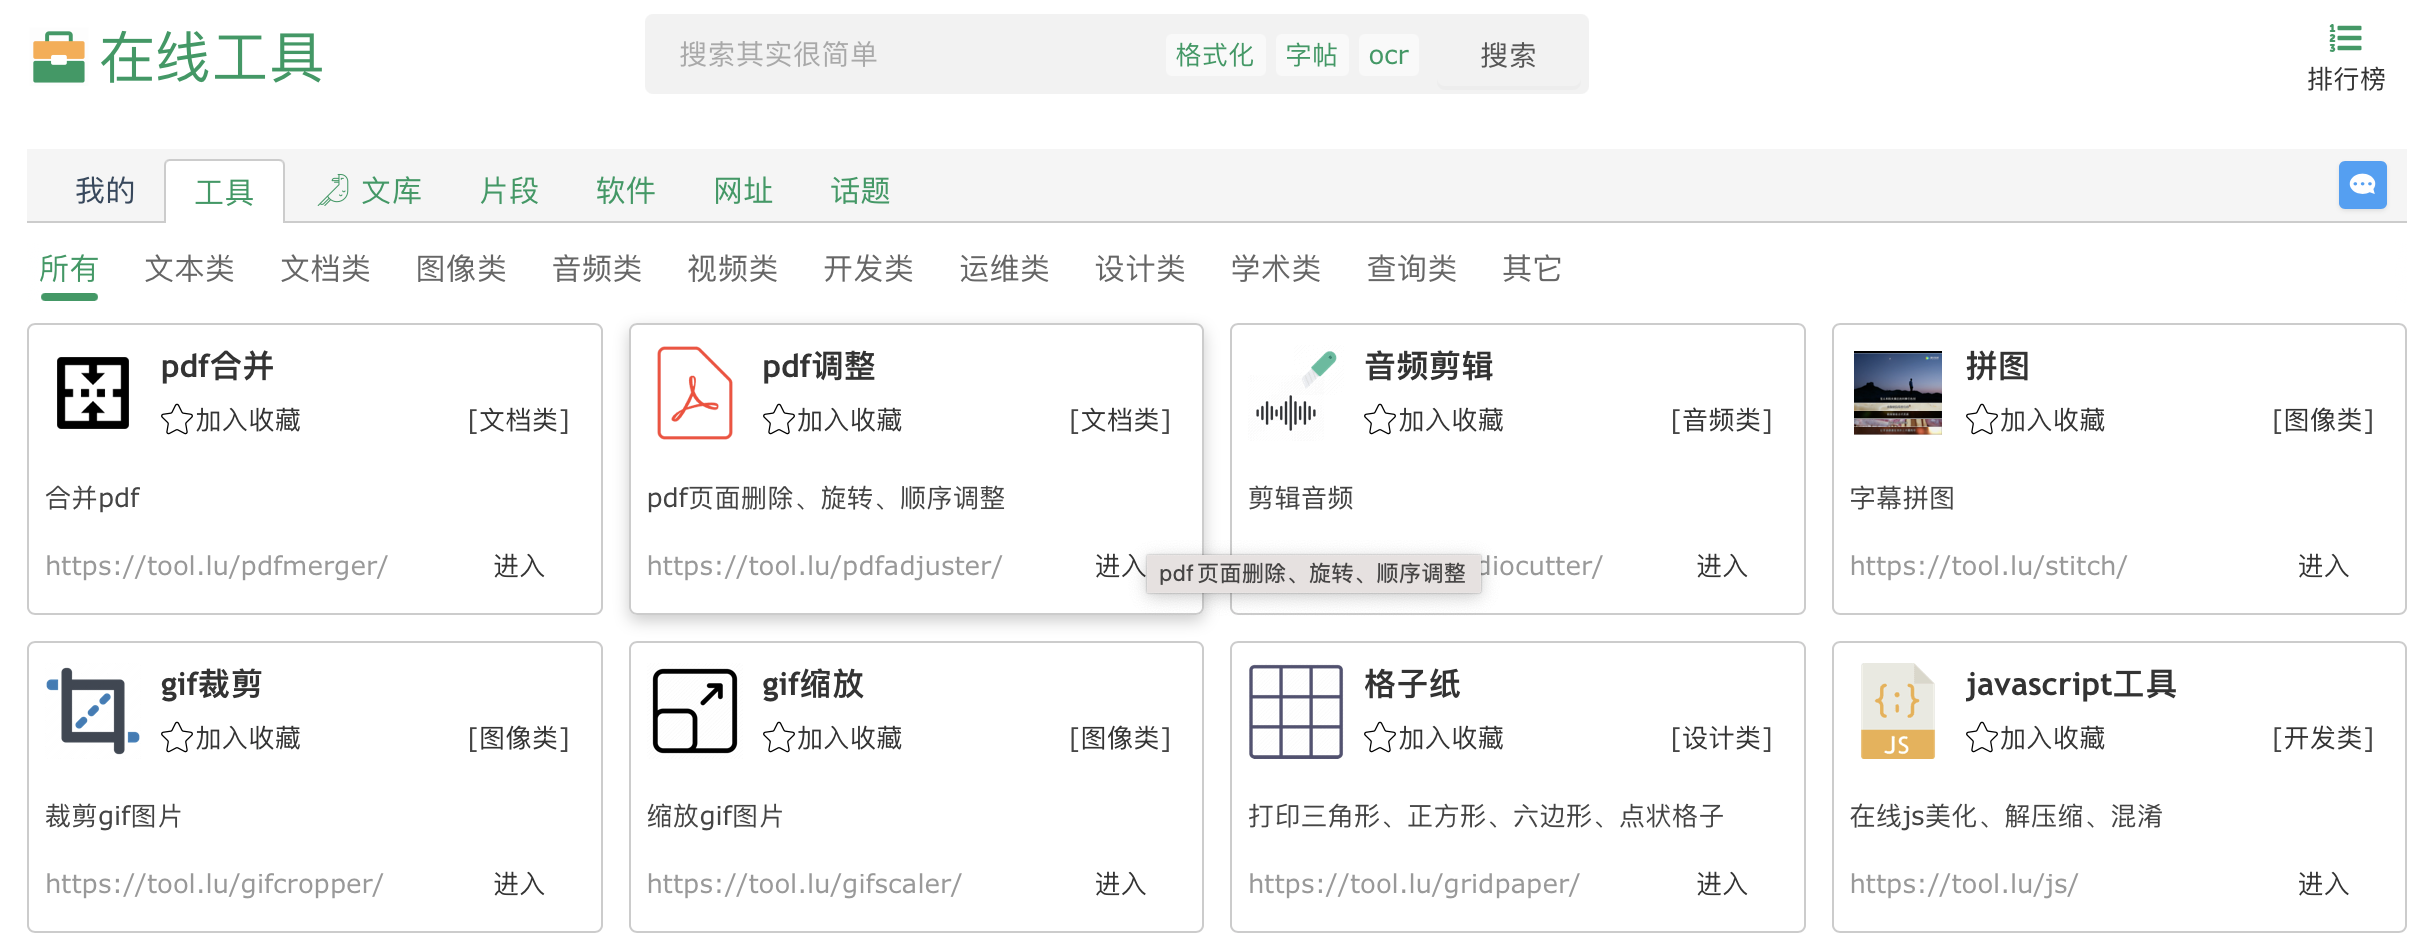 在线工具
搜索其实很简单 格式化 字帖 ocr 搜索
排行榜
我的 工具 文库 片段 软件 网址 话题
所有 文本类 文档类 图像类 音频类 视频类 开发类 运维类 设计类 学术类 查询类 其它
pdf合并
加入收藏 [文档类]
合并pdf
https://tool.lu/pdfmerger/ 进入
pdf调整
加入收藏 [文档类]
pdf页面删除、旋转、顺序调整
https://tool.lu/pdfadjuster/ 进入
pdf页面删除、旋转、顺序调整
音频剪辑
加入收藏 [音频类]
剪辑音频
diocutter/ 进入
拼图
加入收藏 [图像类]
字幕拼图
https://tool.lu/stitch/ 进入
gif裁剪
加入收藏 [图像类]
裁剪gif图片
https://tool.lu/gifcropper/ 进入
gif缩放
加入收藏 [图像类]
缩放gif图片
https://tool.lu/gifscaler/ 进入
格子纸
加入收藏 [设计类]
打印三角形、正方形、六边形、点状格子
https://tool.lu/gridpaper/ 进入
JS
javascript工具
加入收藏 [开发类]
在线js美化、解压缩、混淆
https://tool.lu/js/ 进入